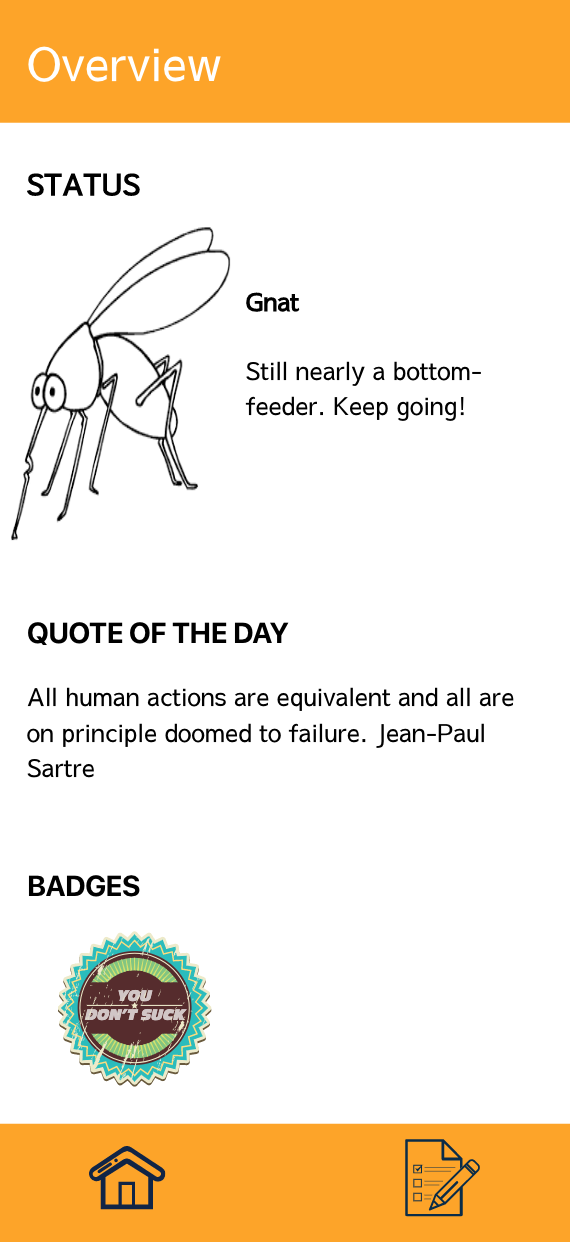 Overview
STATUS
Gnat
Still nearly a bottom-
feeder. Keep going!
QUOTE OF THE DAY
All human actions are equivalent and all are
on principle doomed to failure. Jean-Paul
Sartre
BADGES
YOU
DON'T SUCK